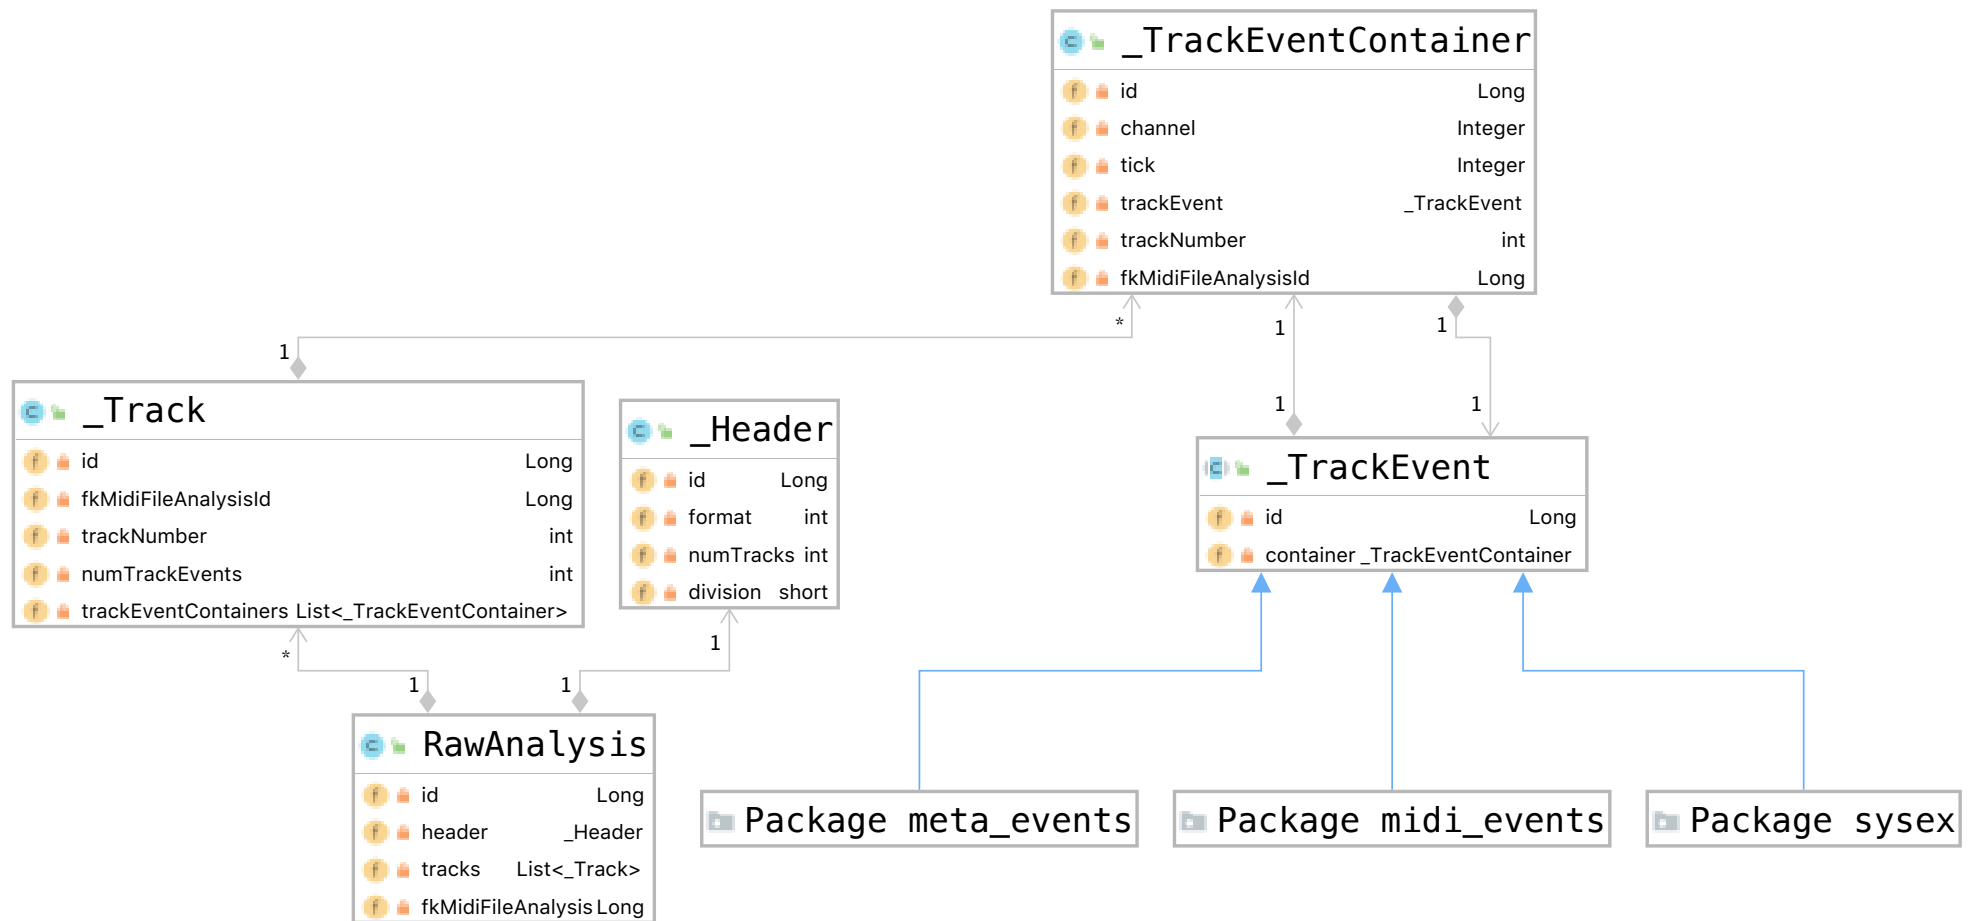 _TrackEventContainer
id Long
channel Integer
tick Integer
trackEvent _TrackEvent
trackNumber int
fkMidiFileAnalysisId Long
* 1 1
1 1 1
_Track
id Long
fkMidiFileAnalysisId Long
trackNumber int
numTrackEvents int
trackEventContainers List<_TrackEventContainer>
_Header
id Long
format int
numTracks int
division short
_TrackEvent
id Long
container _TrackEventContainer
* 1
1 1
RawAnalysis
id Long
header _Header
tracks List<_Track>
fkMidiFileAnalysis Long
Package meta_events
Package midi_events
Package sysex